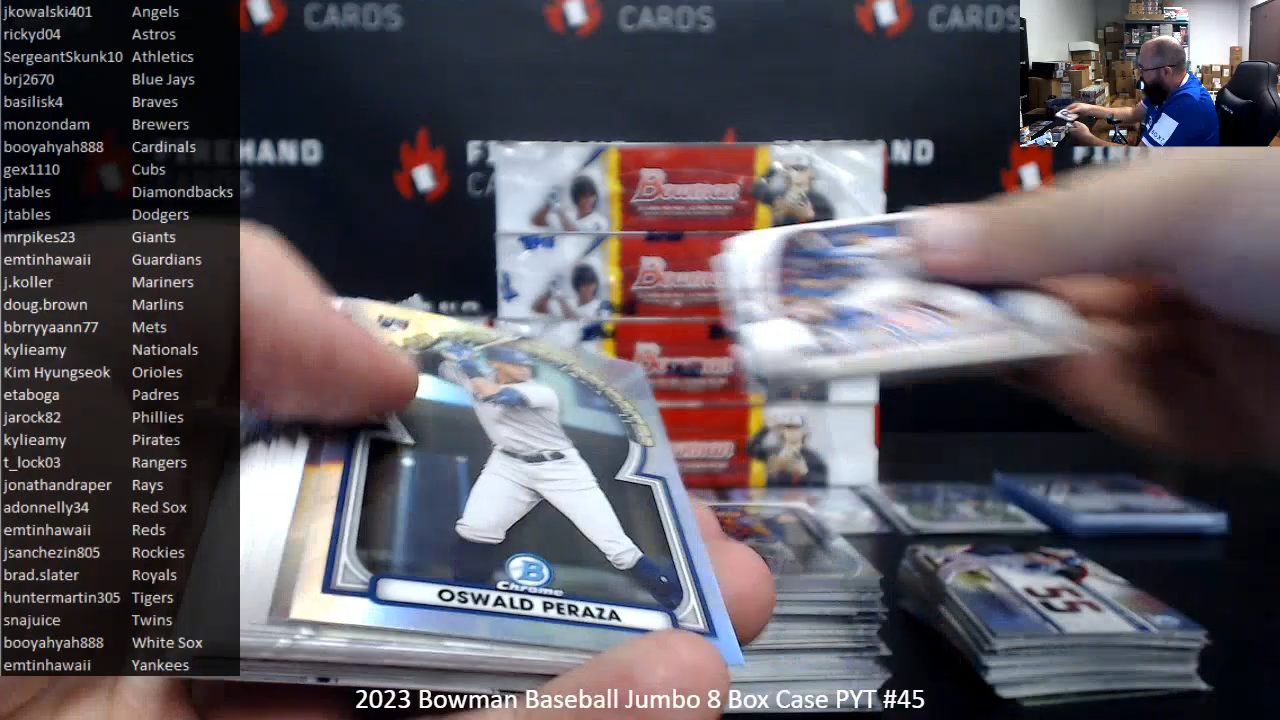 jkowalski401 Angels
rickyd04 Astros
SergeantSkunk10 Athletics
brj2670 Blue Jays
basilisk4 Braves
monzondam Brewers
booyahyah888 Cardinals
gex1110 Cubs
jtables Diamondbacks
jtables Dodgers
mrpikes23 Giants
emtinhawaii Guardians
j.koller Mariners
doug.brown Marlins
bbrryyaann77 Mets
kylieamy Nationals
Kim Hyungseok Orioles
etaboga Padres
jarock82 Phillies
kylieamy Pirates
t_lock03 Rangers
jonathandraper Rays
adonnelly34 Red Sox
emtinhawaii Reds
jsanchezin805 Rockies
brad.slater Royals
huntermartin305 Tigers
snajuice Twins
booyahyah888 White Sox
emtinhawaii Yankees
CARDS
CARDS
CARDS
Bowman
Bowman
B
Chrome
OSWALD PERAZA
55
2023 Bowman Baseball Jumbo 8 Box Case PYT #45